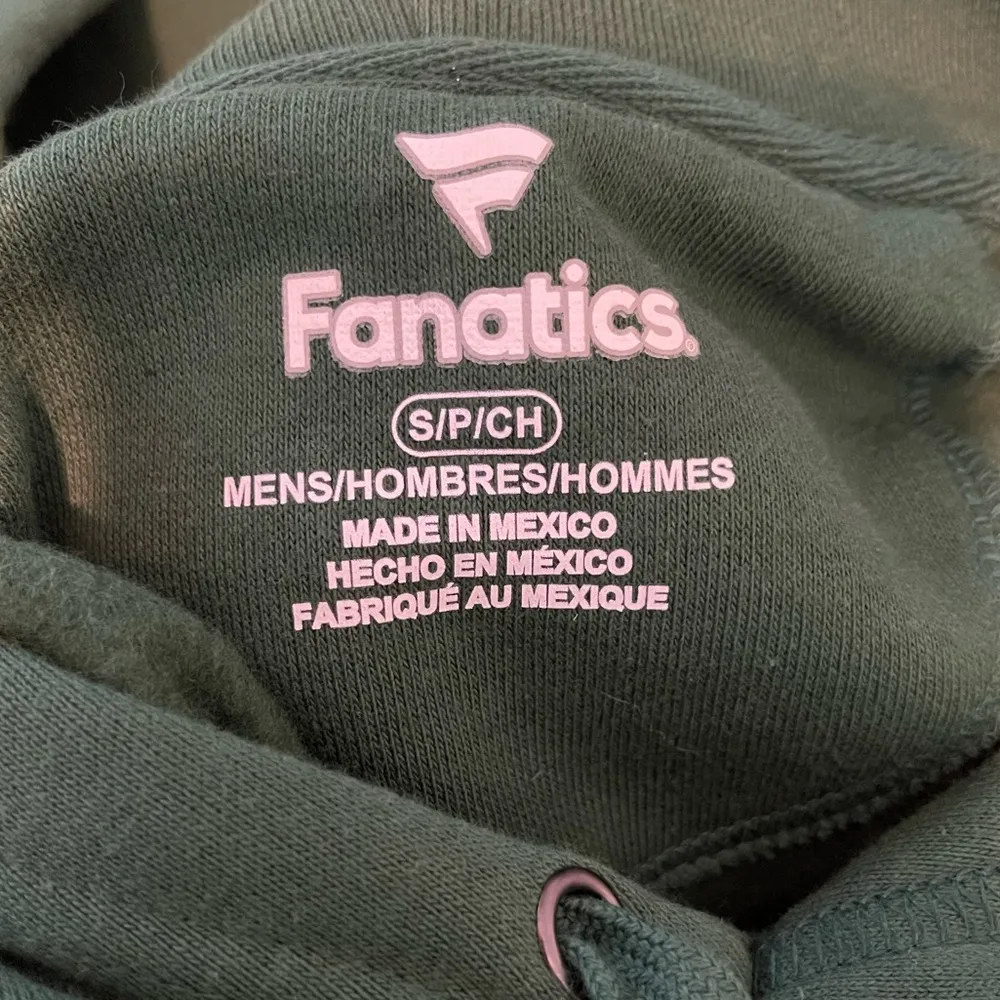 Fanatics.
S/P/CH
MENS/HOMBRES/HOMMES
MADE IN MEXICO
HECHO EN MÉXICO
FABRIQUÉ AU MEXIQUE